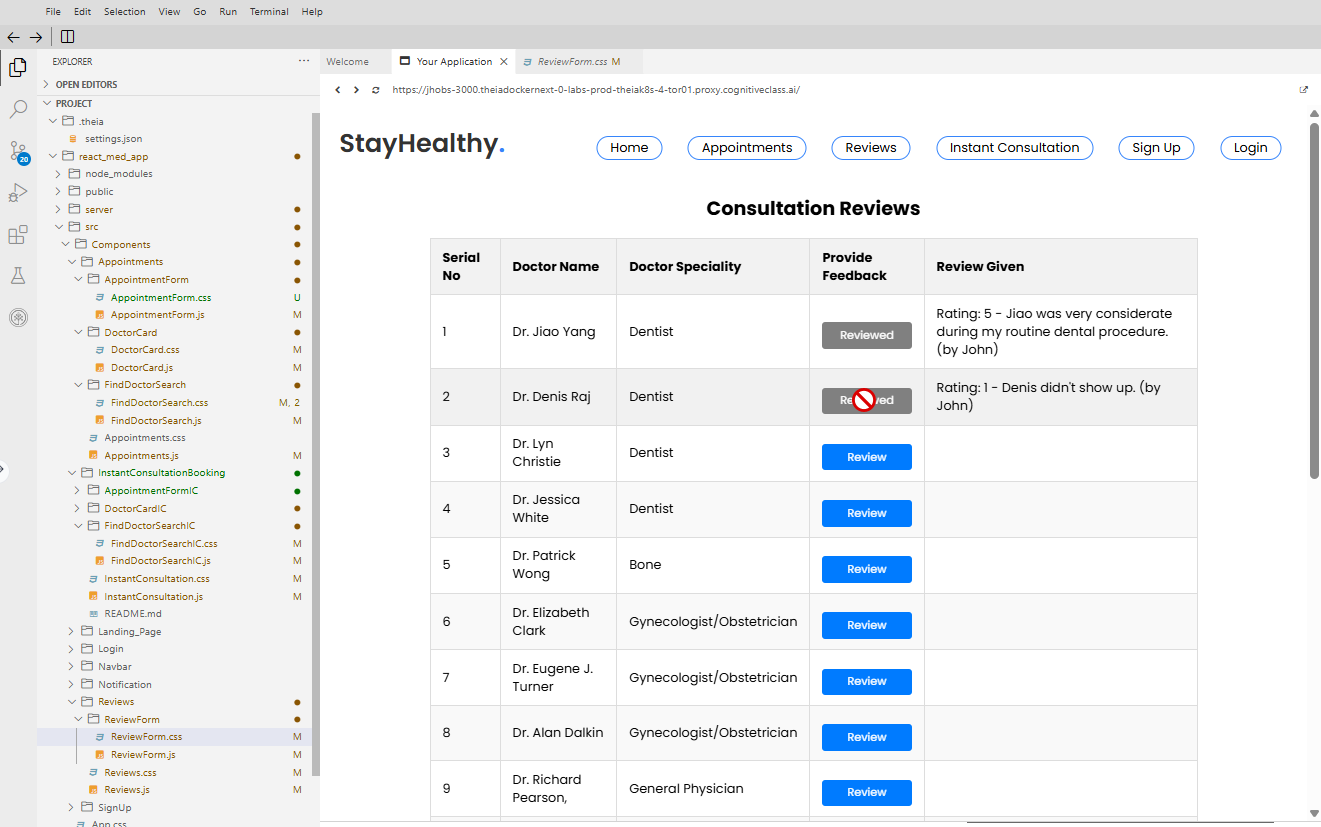 File Edit Selection View Go Run Terminal Help
EXPLORER ···
Welcome Your Application ReviewForm.css M
OPEN EDITORS
PROJECT
https://jhobs-3000.theiadockernext-0-labs-prod-theiak8s-4-tor01.proxy.cognitiveclass.ai/
.theia
settings.json
react_med_app
node_modules
public
server
src
Components
Appointments
AppointmentForm
AppointmentForm.css U
AppointmentForm.js M
DoctorCard
DoctorCard.css M
DoctorCard.js M
FindDoctorSearch
FindDoctorSearch.css M, 2
FindDoctorSearch.js M
Appointments.css
Appointments.js M
InstantConsultationBooking
AppointmentFormIC
DoctorCardIC
FindDoctorSearchIC
FindDoctorSearchIC.css M
FindDoctorSearchIC.js M
InstantConsultation.css M
InstantConsultation.js M
README.md
Landing_Page
Login
Navbar
Notification
Reviews
ReviewForm
ReviewForm.css M
ReviewForm.js M
Reviews.css M
Reviews.js M
SignUp
App.css
20
StayHealthy.
Home Appointments Reviews Instant Consultation Sign Up Login
Consultation Reviews
Serial No Doctor Name Doctor Speciality Provide Feedback Review Given
1 Dr. Jiao Yang Dentist Reviewed Rating: 5 - Jiao was very considerate
during my routine dental procedure.
(by John)
2 Dr. Denis Raj Dentist Rating: 1 - Denis didn't show up. (by
John)
3 Dr. Lyn Christie Dentist Review
4 Dr. Jessica White Dentist Review
5 Dr. Patrick Wong Bone Review
6 Dr. Elizabeth Clark Gynecologist/Obstetrician Review
7 Dr. Eugene J. Turner Gynecologist/Obstetrician Review
8 Dr. Alan Dalkin Gynecologist/Obstetrician Review
9 Dr. Richard Pearson, General Physician Review